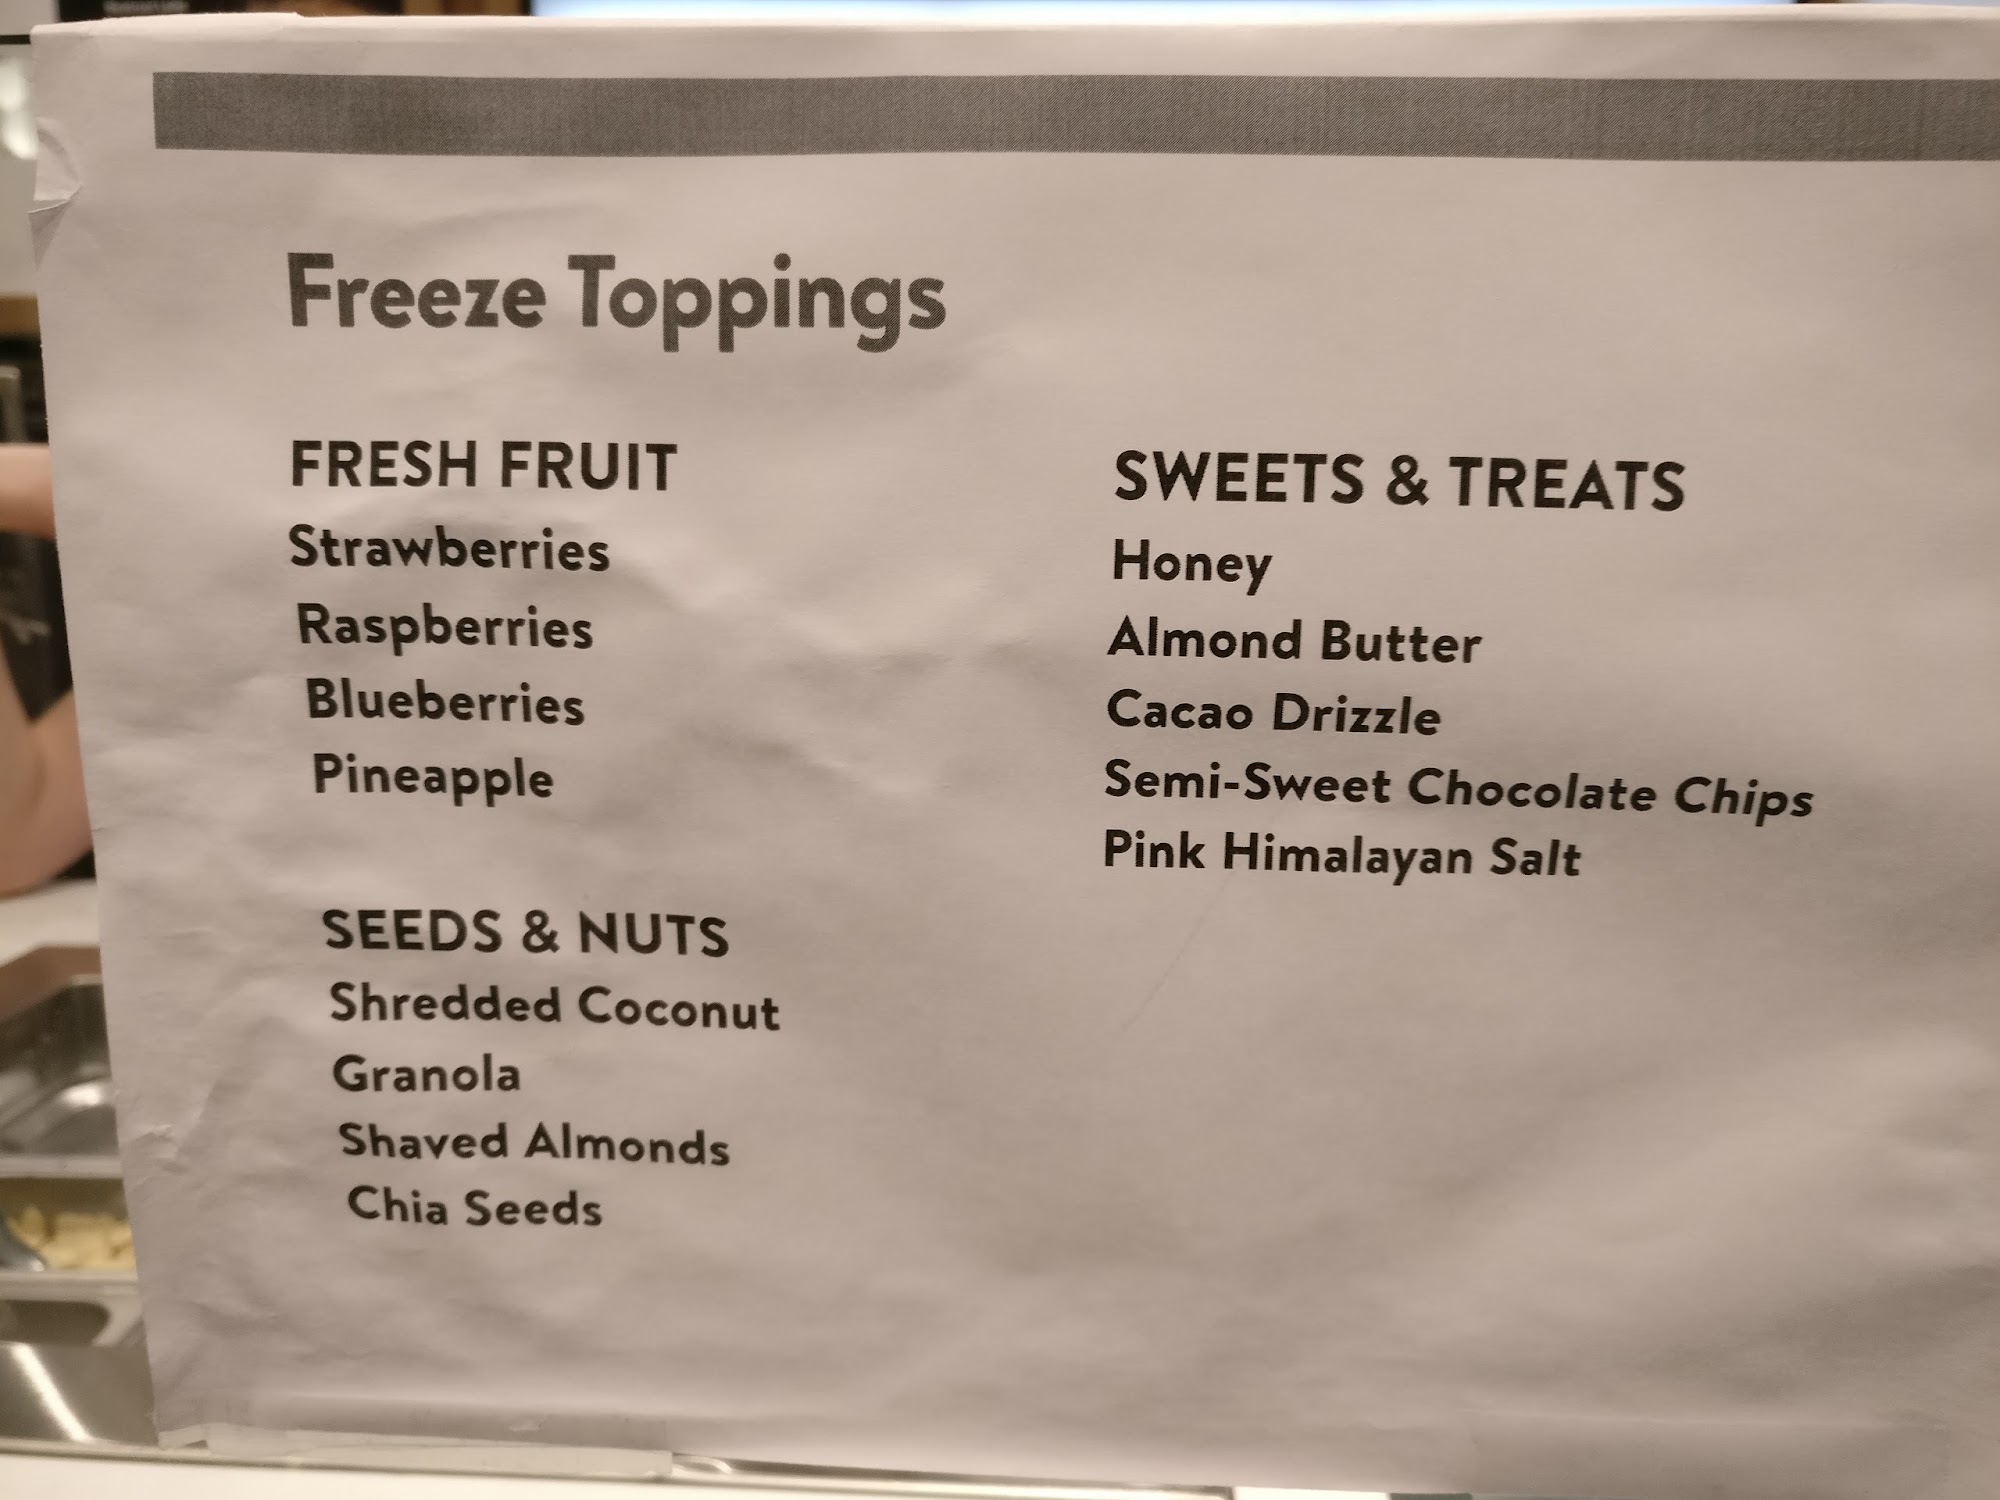 Freeze Toppings
FRESH FRUIT
Strawberries
Raspberries
Blueberries
Pineapple
SEEDS & NUTS
Shredded Coconut
Granola
Shaved Almonds
Chia Seeds
SWEETS & TREATS
Honey
Almond Butter
Cacao Drizzle
Semi-Sweet Chocolate Chips
Pink Himalayan Salt